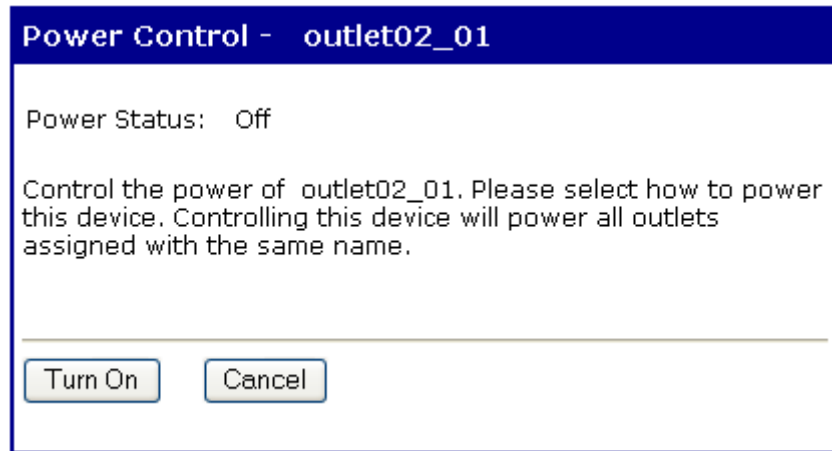 Power Control -   outlet02_01
Power Status:   Off
Control the power of  outlet02_01. Please select how to power
this device. Controlling this device will power all outlets
assigned with the same name.
Turn On   Cancel